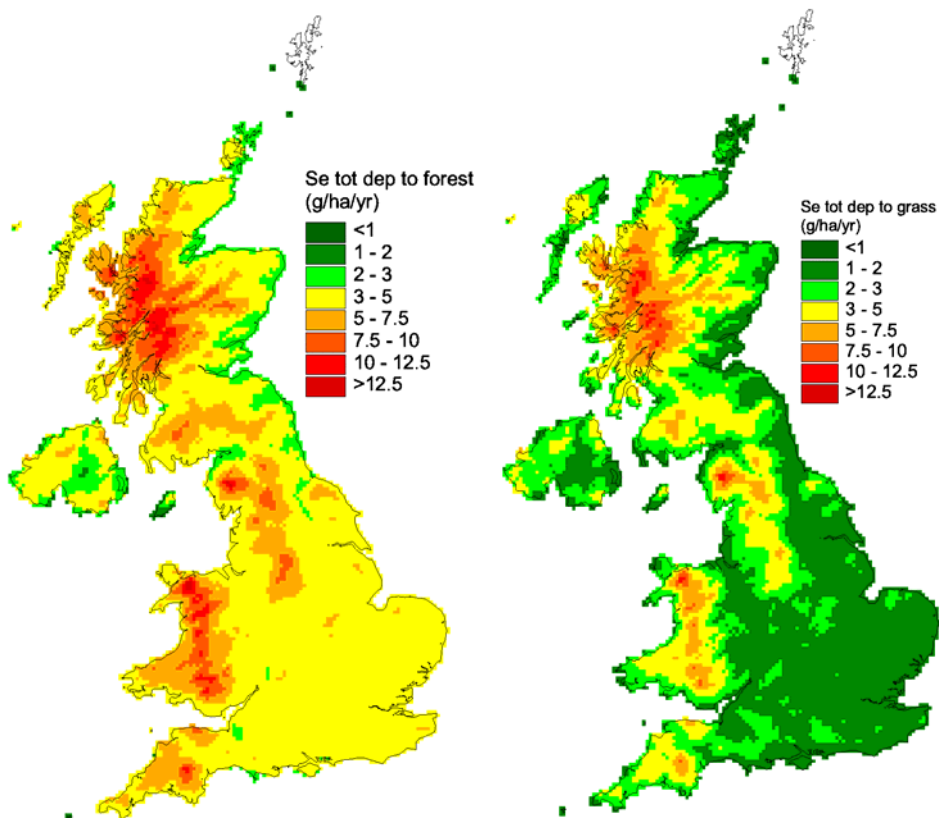 Se tot dep to forest
(g/ha/yr)
<1
1 - 2
2 - 3
3 - 5
5 - 7.5
7.5 - 10
10 - 12.5
>12.5
Se tot dep to grass
(g/ha/yr)
<1
1 - 2
2 - 3
3 - 5
5 - 7.5
7.5 - 10
10 - 12.5
>12.5